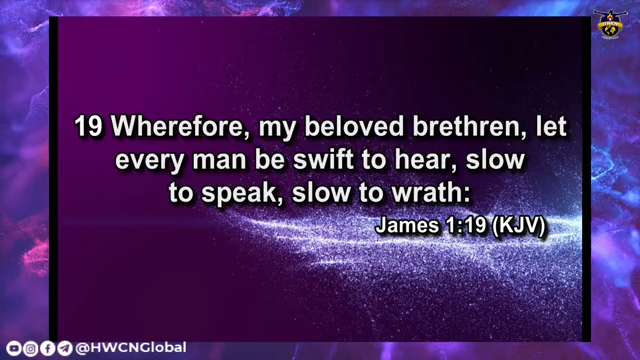 19 Wherefore, my beloved brethren, let
every man be swift to hear, slow
to speak, slow to wrath:
James 1:19 (KJV)
@HWCNGlobal